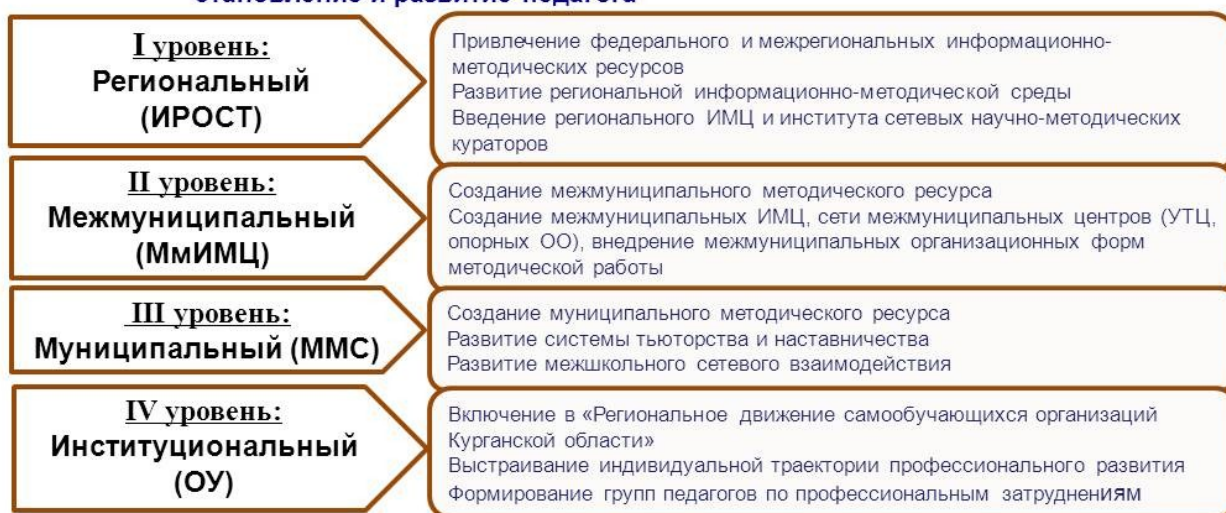 становление и развитие педагога
I уровень:
Региональный
(ИРОСТ)
Привлечение федерального и межрегиональных информационно-
методических ресурсов
Развитие региональной информационно-методической среды
Введение регионального ИМЦ и института сетевых научно-методических
кураторов
II уровень:
Межмуниципальный
(МмИМЦ)
Создание межмуниципального методического ресурса
Создание межмуниципальных ИМЦ, сети межмуниципальных центров (УТЦ,
опорных ОО), внедрение межмуниципальных организационных форм
методической работы
III уровень:
Муниципальный (ММС)
Создание муниципального методического ресурса
Развитие системы тьюторства и наставничества
Развитие межшкольного сетевого взаимодействия
IV уровень:
Институциональный
(ОУ)
Включение в «Региональное движение самообучающихся организаций
Курганской области»
Выстраивание индивидуальной траектории профессионального развития
Формирование групп педагогов по профессиональным затруднениям